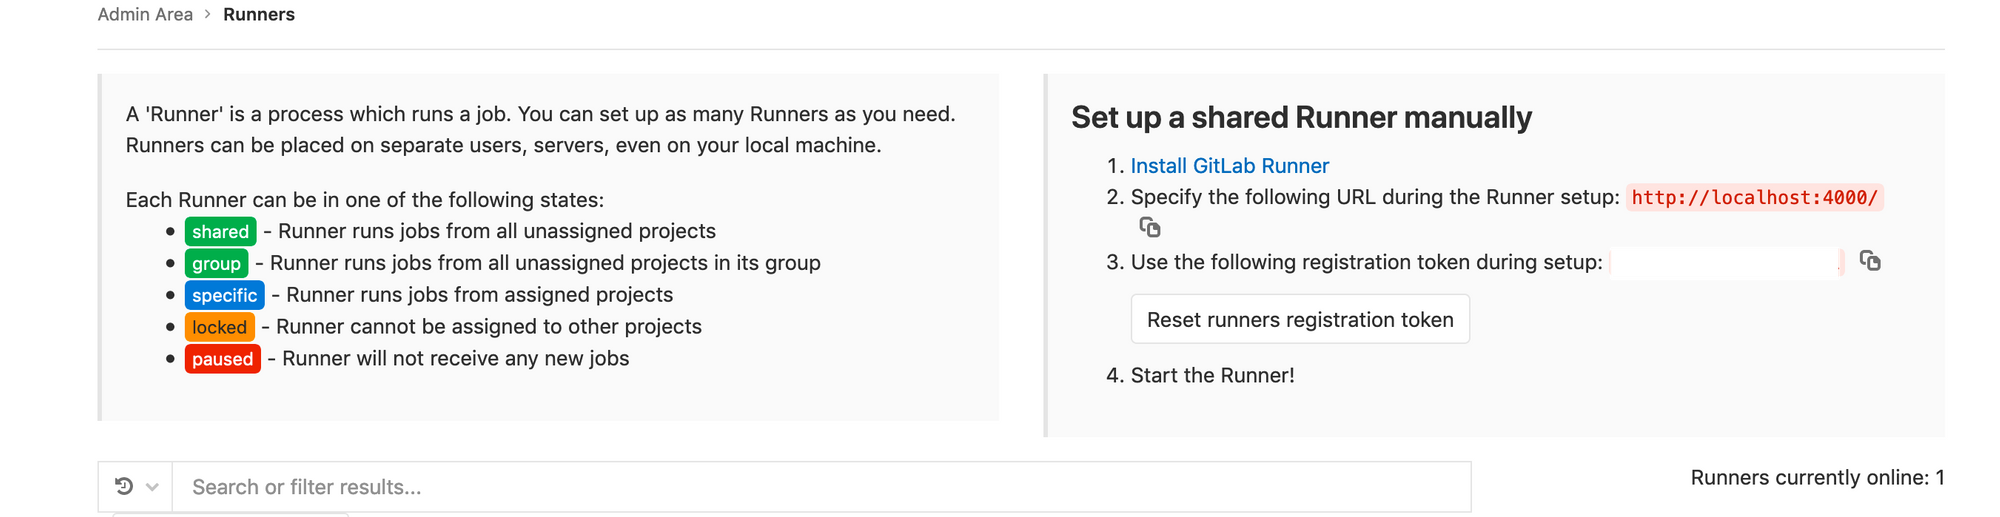 Admin Area > Runners
A 'Runner' is a process which runs a job. You can set up as many Runners as you need.
Runners can be placed on separate users, servers, even on your local machine.
Each Runner can be in one of the following states:
• shared - Runner runs jobs from all unassigned projects
• group - Runner runs jobs from all unassigned projects in its group
• specific - Runner runs jobs from assigned projects
• locked - Runner cannot be assigned to other projects
• paused - Runner will not receive any new jobs
Set up a shared Runner manually
1. Install GitLab Runner
2. Specify the following URL during the Runner setup: http://localhost:4000/
3. Use the following registration token during setup:
Reset runners registration token
4. Start the Runner!
Search or filter results...
Runners currently online: 1